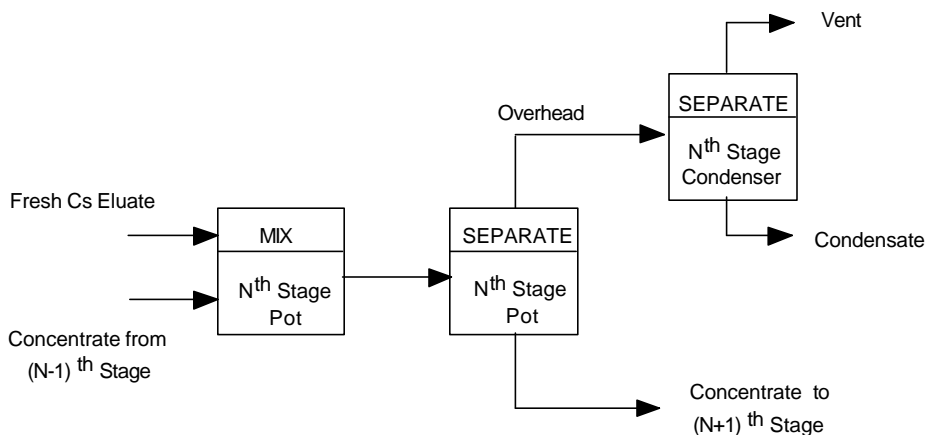 Vent
SEPARATE
Overhead
Nth Stage
Condenser
Fresh Cs Eluate
MIX
SEPARATE
Condensate
Nth Stage
Pot
Nth Stage
Pot
Concentrate from
(N-1) th Stage
Concentrate to
(N+1) th Stage